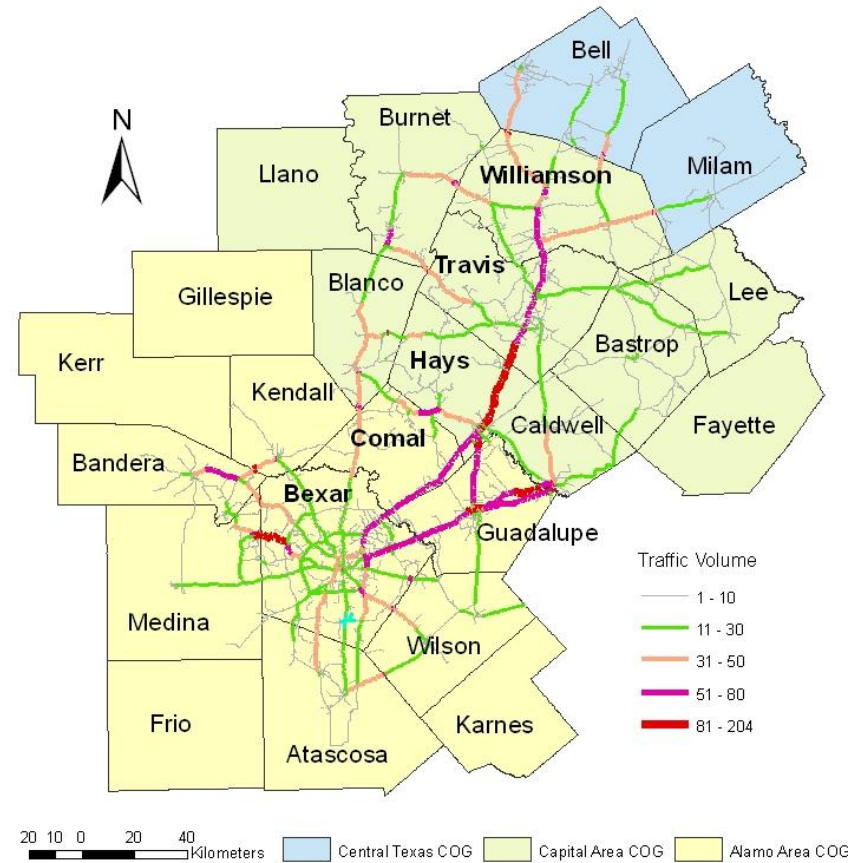 Bell
N
Burnet
Milam
Llano
Williamson
Travis
Lee
Blanco
Gillespie
Bastrop
Hays
Kerr
Kendall
Caldwell
Fayette
Comal
Bandera
Bexar
Guadalupe
Traffic Volume
1 - 10
11 - 30
Medina
31 - 50
Wilson
51 - 80
Frio
Karnes
81 - 204
Atascosa
20 10 0 20 40
Kilometers
Central Texas COG
Capital Area COG
Alamo Area COG